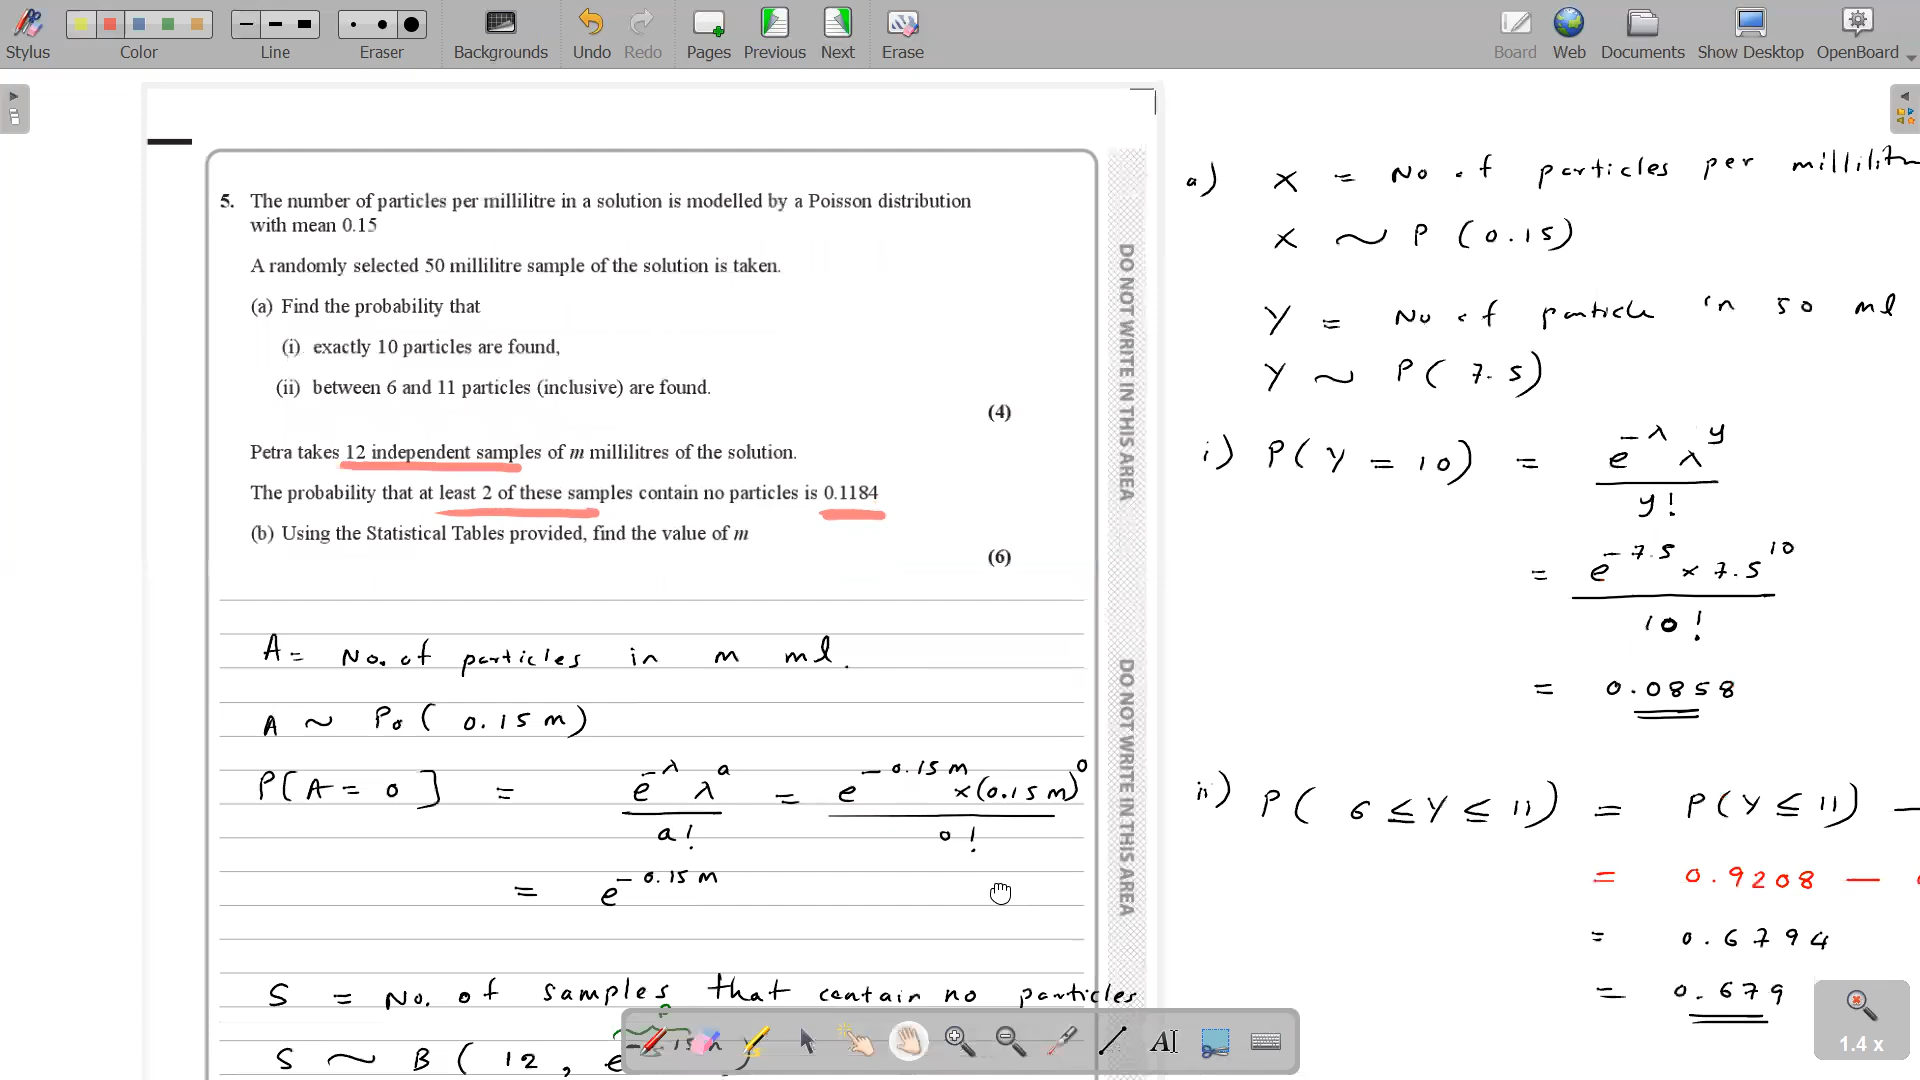 Stylus Color Line Eraser Backgrounds Undo Redo Pages Previous Next Erase Board Web Documents Show Desktop OpenBoard
5. The number of particles per millilitre in a solution is modelled by a Poisson distribution
with mean 0.15
A randomly selected 50 millilitre sample of the solution is taken.
(a) Find the probability that
(i) exactly 10 particles are found,
(ii) between 6 and 11 particles (inclusive) are found.
(4)
Petra takes 12 independent samples of m millilitres of the solution.
The probability that at least 2 of these samples contain no particles is 0.1184
(b) Using the Statistical Tables provided, find the value of m
(6)
DO NOT WRITE IN THIS AREA
DO NOT WRITE IN THIS AREA
A = No. of particles in m ml.
A ~ Po ( 0.15 m)
P[ A = 0 ] = e^-λ λ^a / a! = e^-0.15m × (0.15m)^0 / 0!
= e^-0.15m
S = No. of samples that contain no particles
S ~ B ( 12 ,
a) X = No of particles per
X ~ P (0.15)
Y = No of particle in 50 ml
Y ~ P( 7.5)
i) P( Y = 10) = e^-λ λ^y / y!
= e^-7.5 × 7.5^10 / 10!
= 0.0858
ii) P( 6 ≤ Y ≤ 11) = P( Y ≤ 11) —
= 0.9208 —
= 0.6794
= 0.679
1.4 x